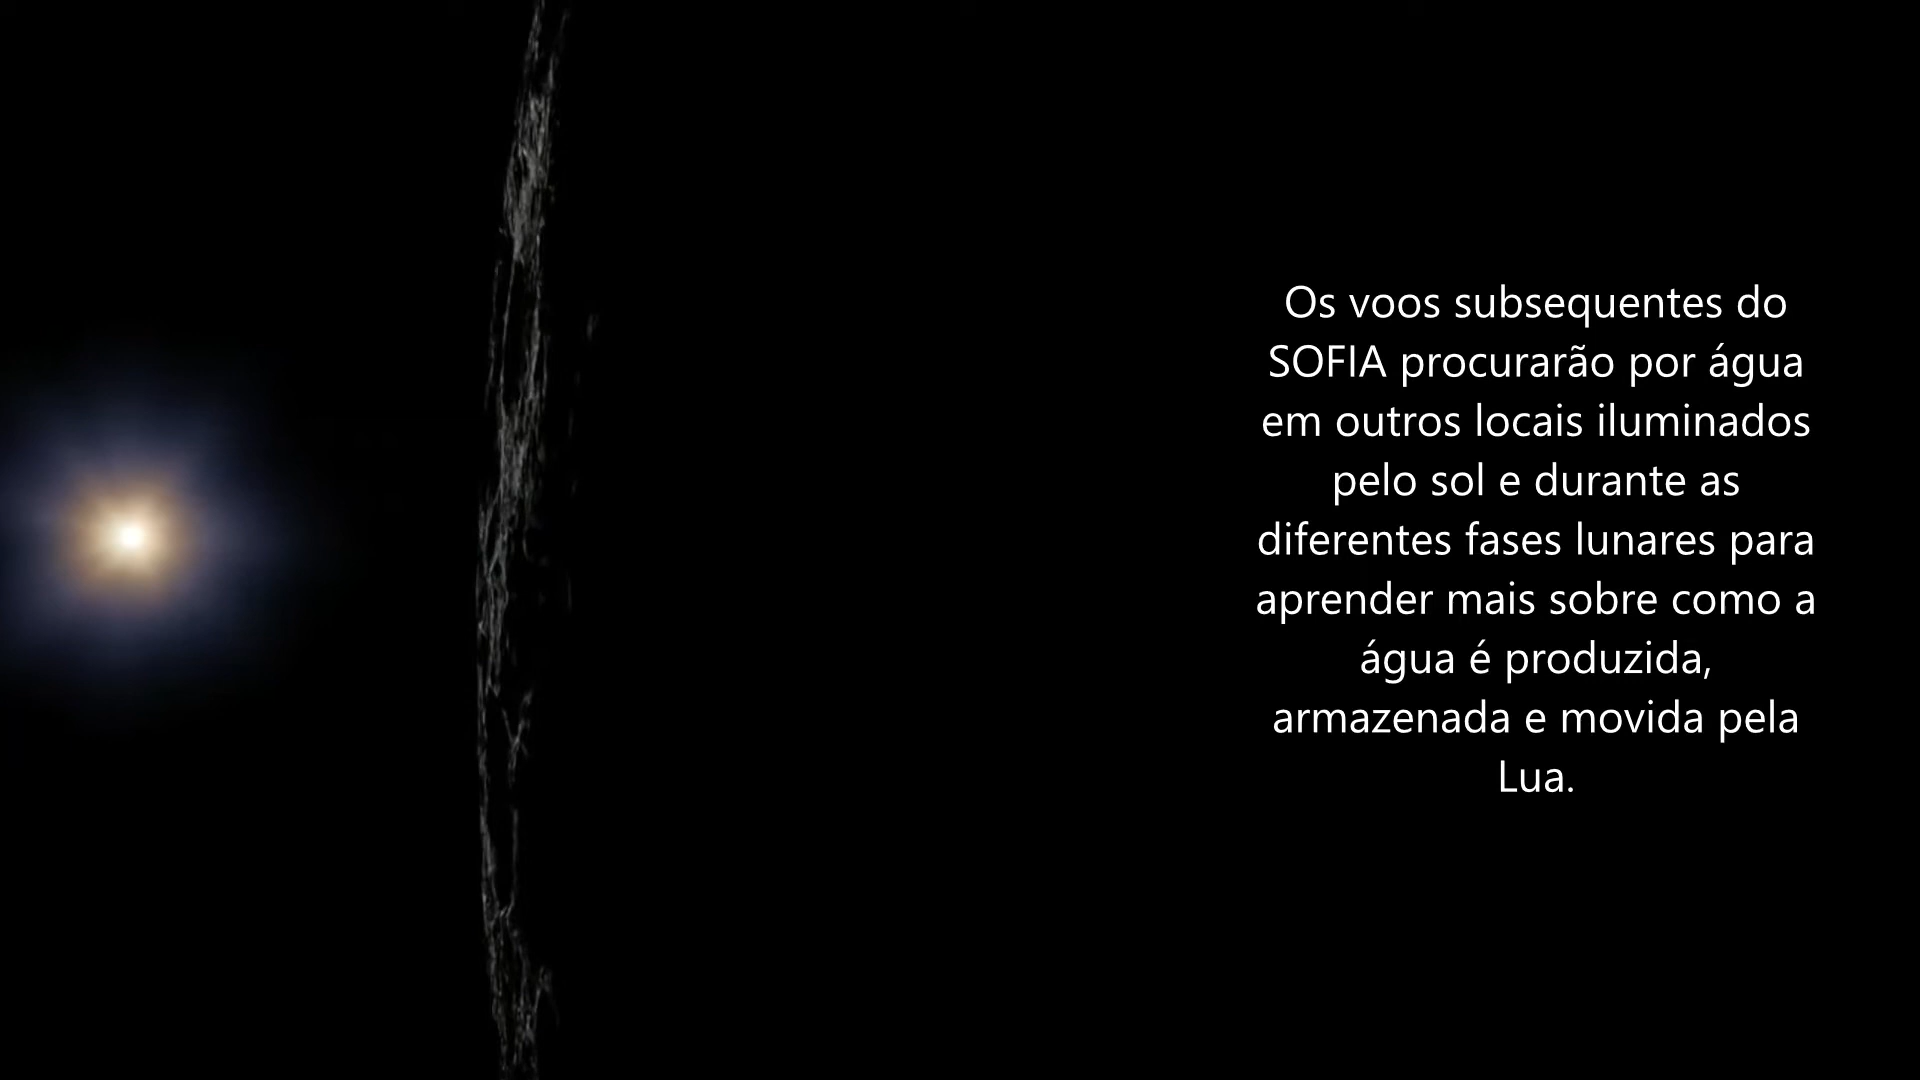 Os voos subsequentes do
SOFIA procurarão por água
em outros locais iluminados
pelo sol e durante as
diferentes fases lunares para
aprender mais sobre como a
água é produzida,
armazenada e movida pela
Lua.